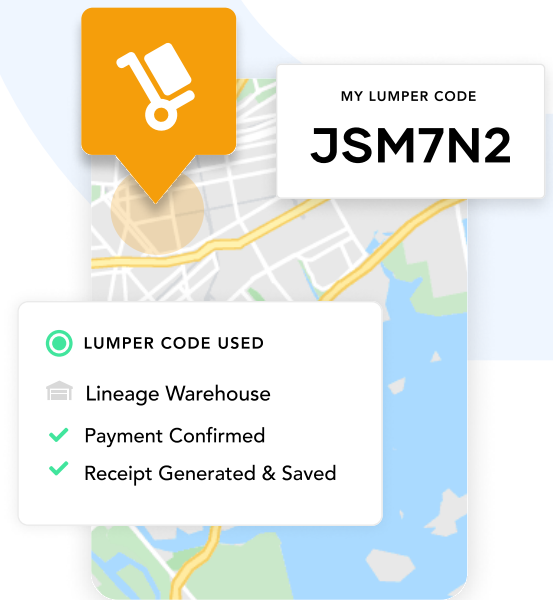 MY LUMPER CODE
JSM7N2
LUMPER CODE USED
Lineage Warehouse
Payment Confirmed
Receipt Generated & Saved